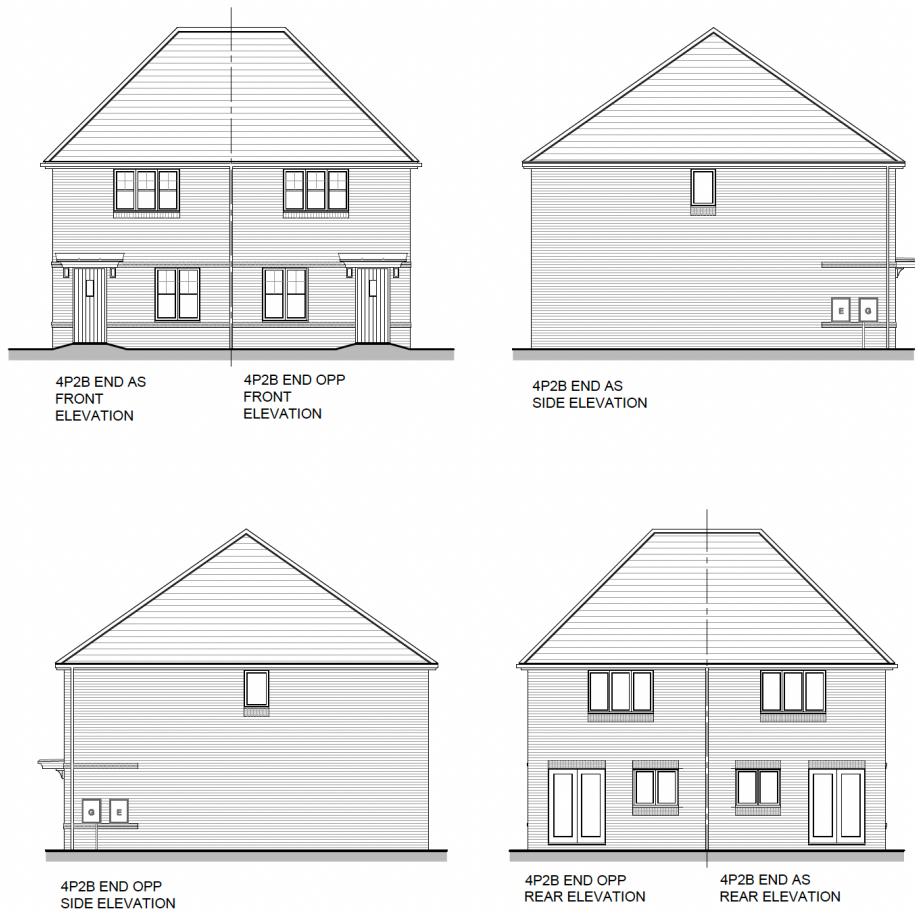 E G
4P2B END AS
FRONT
ELEVATION
4P2B END OPP
FRONT
ELEVATION
4P2B END AS
SIDE ELEVATION
G E
4P2B END OPP
SIDE ELEVATION
4P2B END OPP
REAR ELEVATION
4P2B END AS
REAR ELEVATION